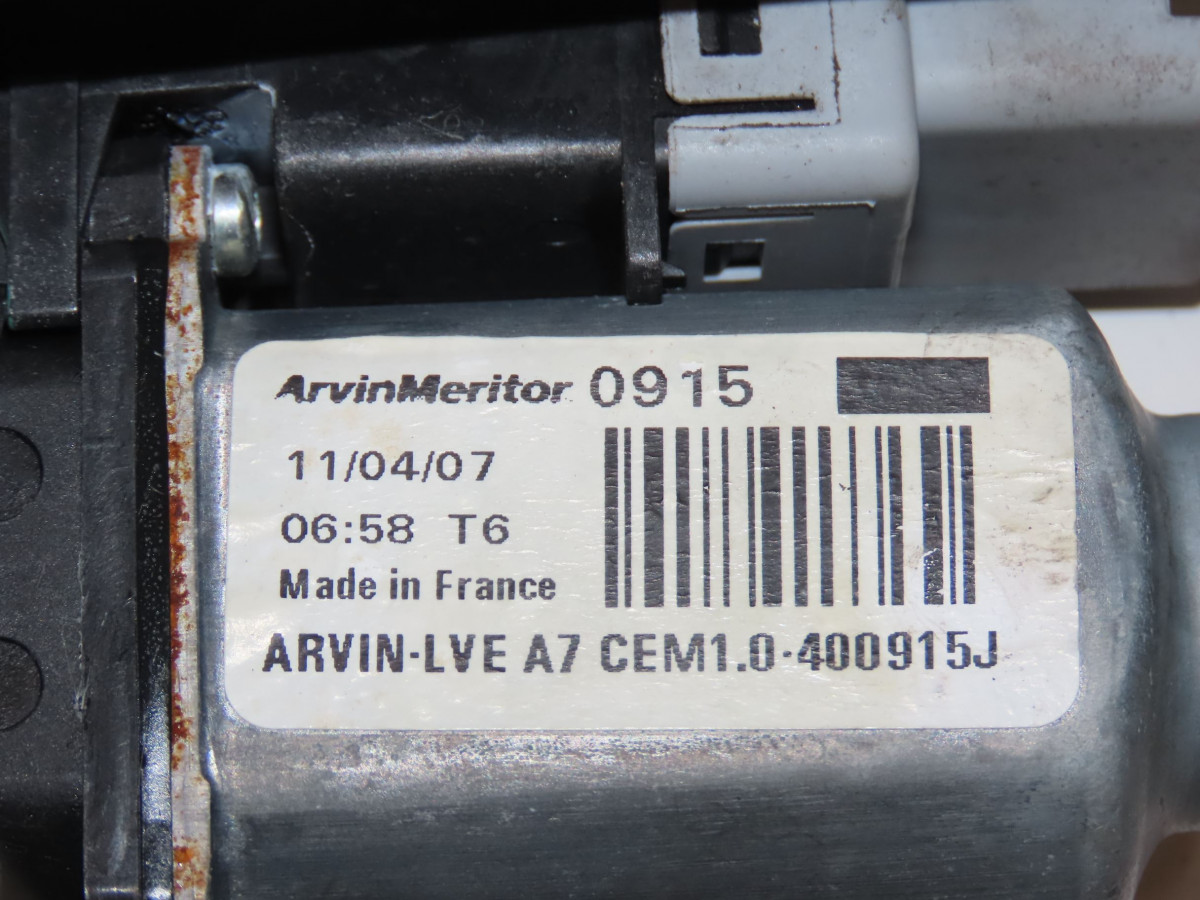 ArvinMeritor 0915
11/04/07
06:58 T6
Made in France
ARVIN-LVE A7 CEM1.0-400915J